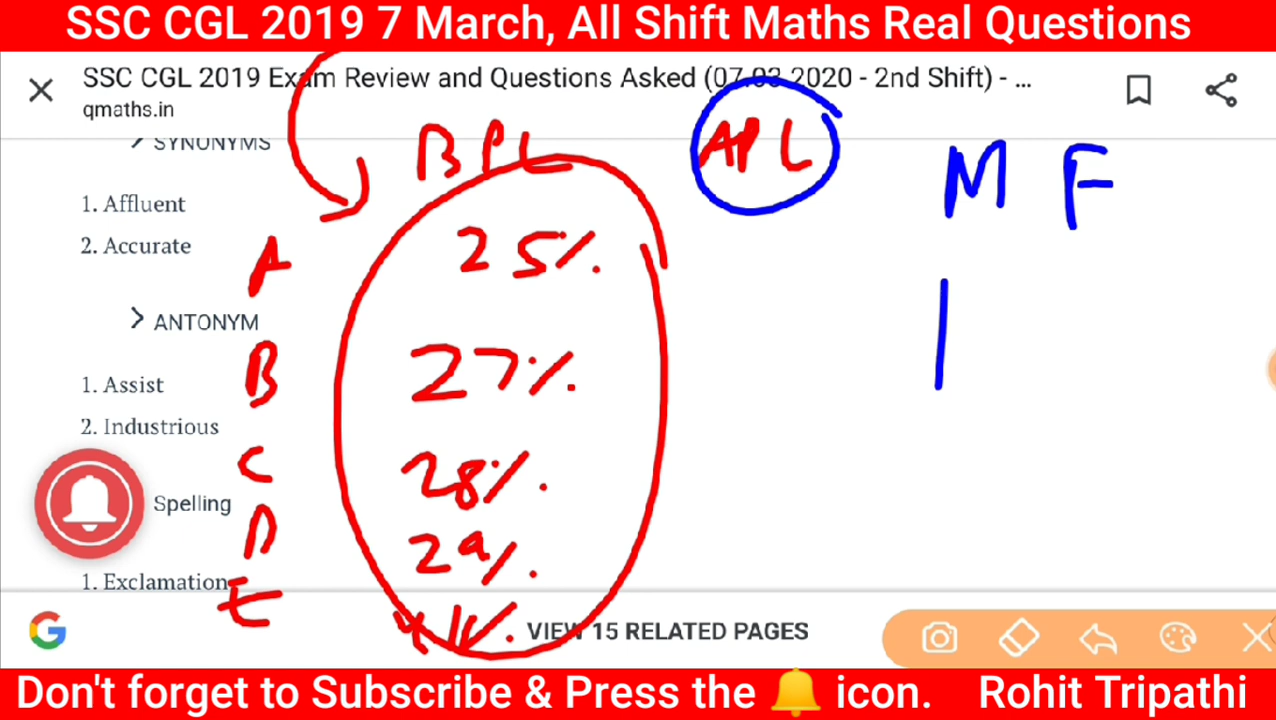 SSC CGL 2019 7 March, All Shift Maths Real Questions
SSC CGL 2019 Exam Review and Questions Asked (07.03.2020 - 2nd Shift) - ...
qmaths.in
SYNONYMS
BPL APL M F
1. Affluent
2. Accurate
A 25%
ANTONYM
1. Assist
B 27%
2. Industrious
C 28%
Spelling
D 29%
1. Exclamation
E
VIEW 15 RELATED PAGES
Don't forget to Subscribe & Press the 🔔 icon. Rohit Tripathi